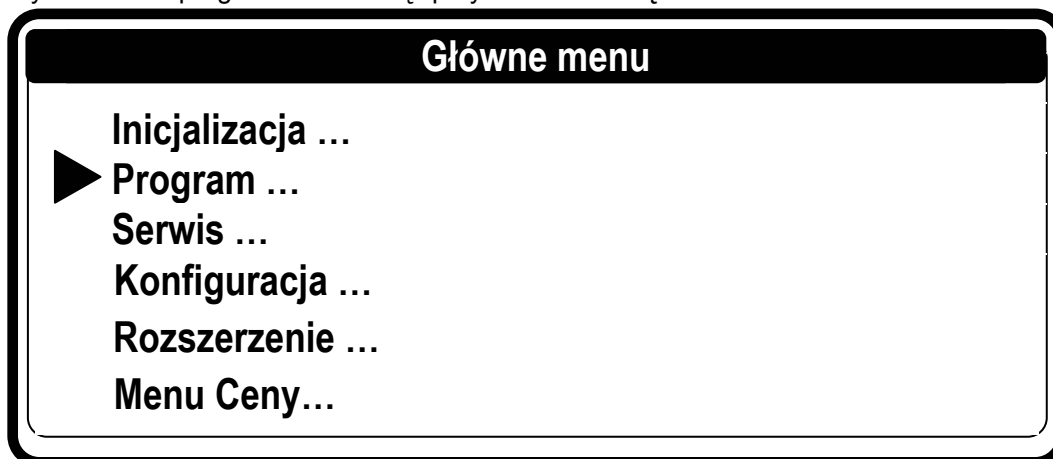 Główne menu
Inicjalizacja …
Program …
Serwis …
Konfiguracja …
Rozszerzenie …
Menu Ceny…